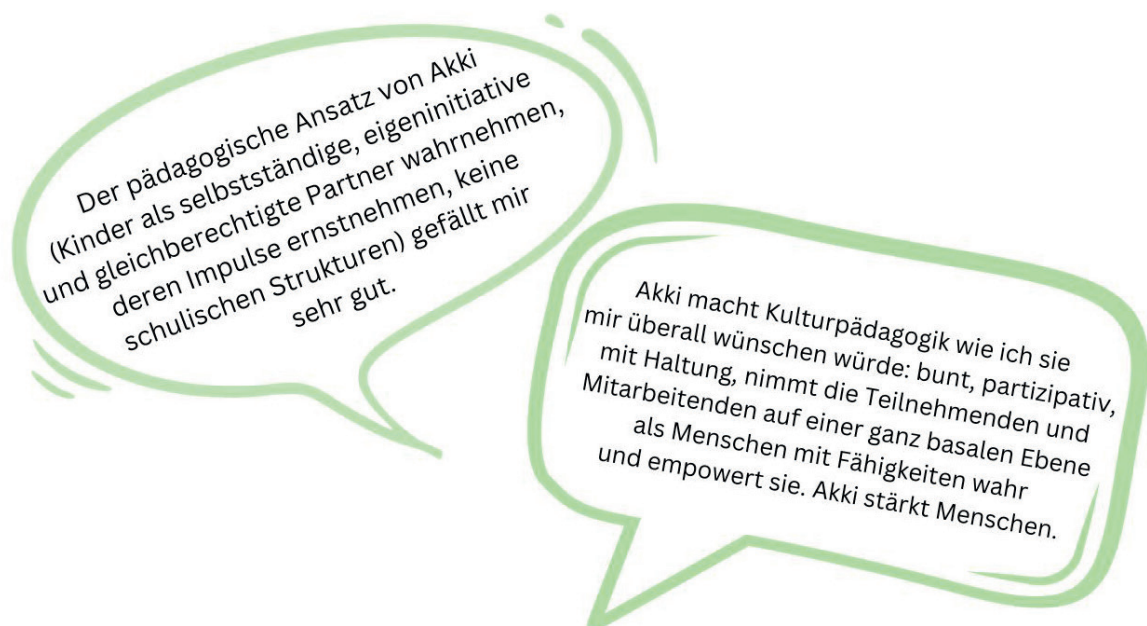 Der pädagogische Ansatz von Akki
(Kinder als selbstständige, eigeninitiative
und gleichberechtigte Partner wahrnehmen,
deren Impulse ernstnehmen, keine
schulischen Strukturen) gefällt mir
sehr gut.
Akki macht Kulturpädagogik wie ich sie
mir überall wünschen würde: bunt, partizipativ,
mit Haltung, nimmt die Teilnehmenden und
Mitarbeitenden auf einer ganz basalen Ebene
als Menschen mit Fähigkeiten wahr
und empowert sie. Akki stärkt Menschen.